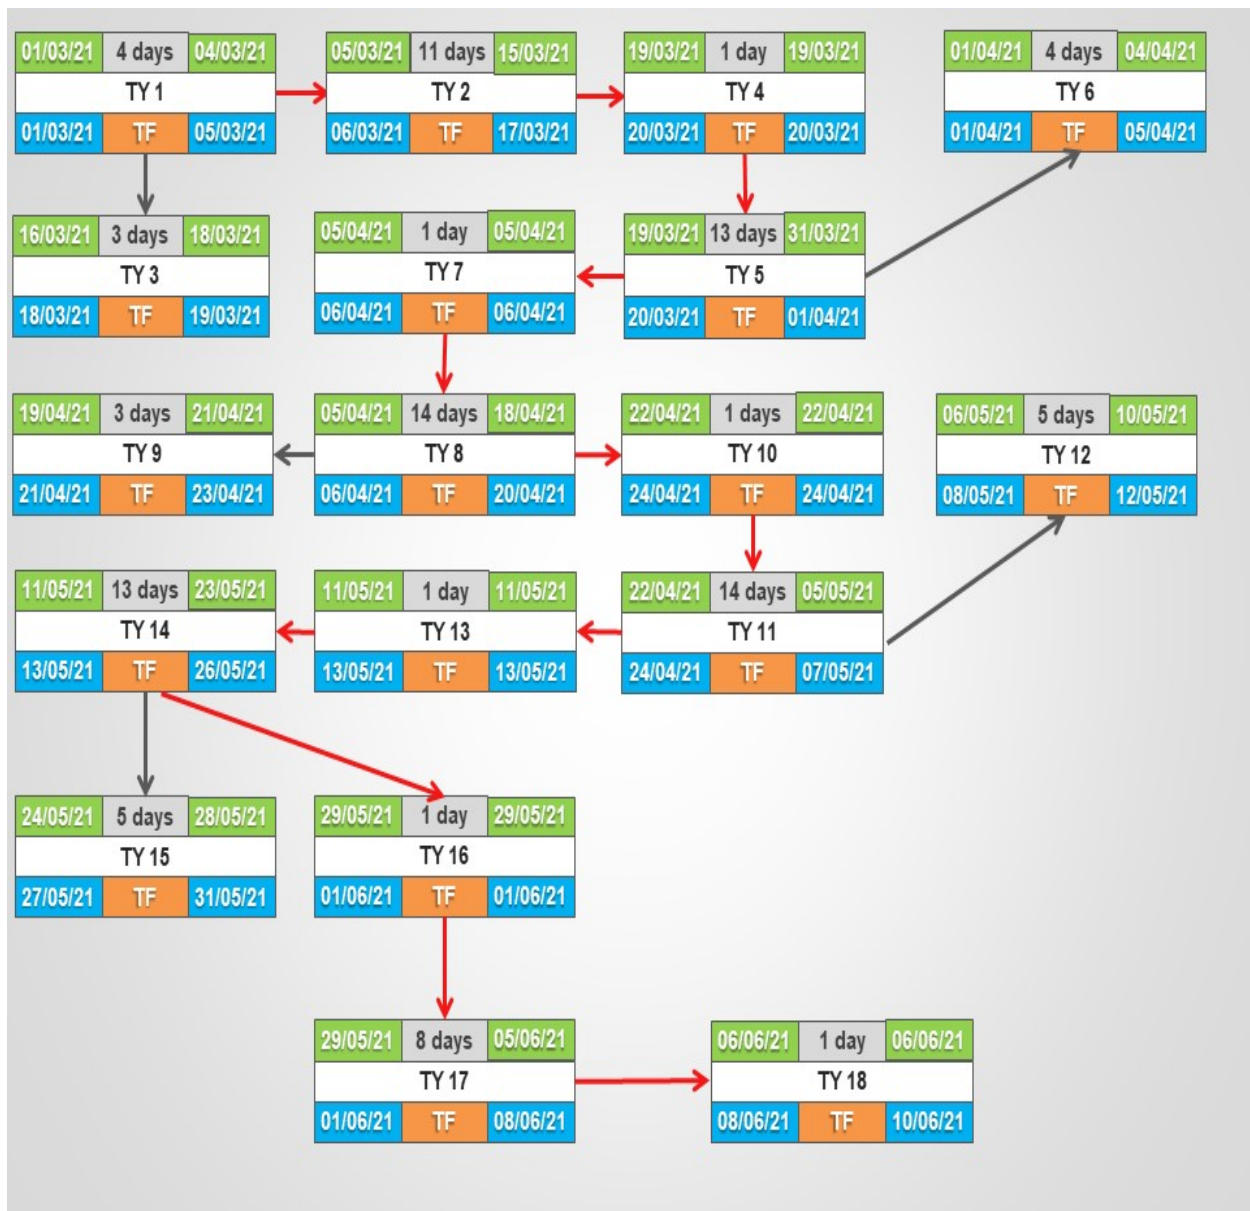 01/03/21 4 days 04/03/21
TY 1
01/03/21 TF 05/03/21
05/03/21 11 days 15/03/21
TY 2
06/03/21 TF 17/03/21
19/03/21 1 day 19/03/21
TY 4
20/03/21 TF 20/03/21
01/04/21 4 days 04/04/21
TY 6
01/04/21 TF 05/04/21
16/03/21 3 days 18/03/21
TY 3
18/03/21 TF 19/03/21
05/04/21 1 day 05/04/21
TY 7
06/04/21 TF 06/04/21
19/03/21 13 days 31/03/21
TY 5
20/03/21 TF 01/04/21
19/04/21 3 days 21/04/21
TY 9
21/04/21 TF 23/04/21
05/04/21 14 days 18/04/21
TY 8
06/04/21 TF 20/04/21
22/04/21 1 days 22/04/21
TY 10
24/04/21 TF 24/04/21
06/05/21 5 days 10/05/21
TY 12
08/05/21 TF 12/05/21
11/05/21 13 days 23/05/21
TY 14
13/05/21 TF 26/05/21
11/05/21 1 day 11/05/21
TY 13
13/05/21 TF 13/05/21
22/04/21 14 days 05/05/21
TY 11
24/04/21 TF 07/05/21
24/05/21 5 days 28/05/21
TY 15
27/05/21 TF 31/05/21
29/05/21 1 day 29/05/21
TY 16
01/06/21 TF 01/06/21
29/05/21 8 days 05/06/21
TY 17
01/06/21 TF 08/06/21
06/06/21 1 day 06/06/21
TY 18
08/06/21 TF 10/06/21